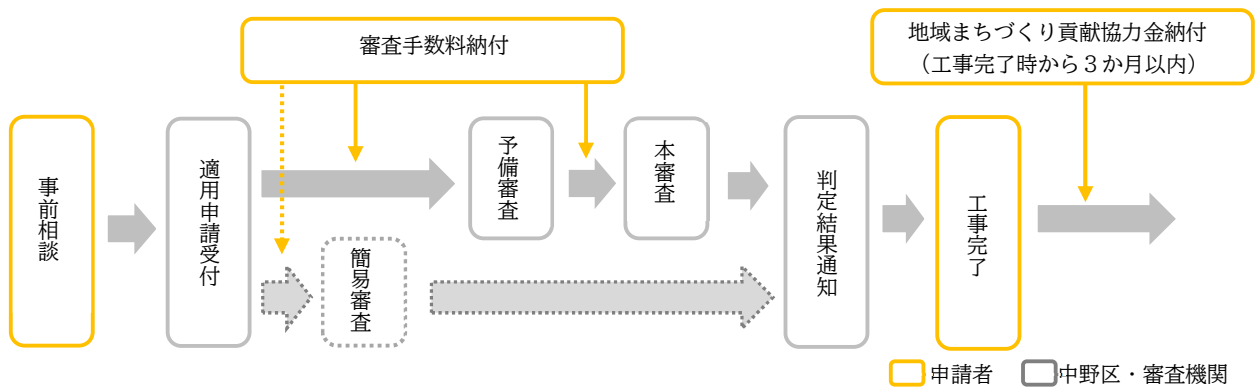 審査手数料納付
地域まちづくり貢献協力金納付
（工事完了時から３か月以内）
事前相談
適用申請受付
予備審査
本審査
簡易審査
判定結果通知
工事完了
申請者
中野区・審査機関